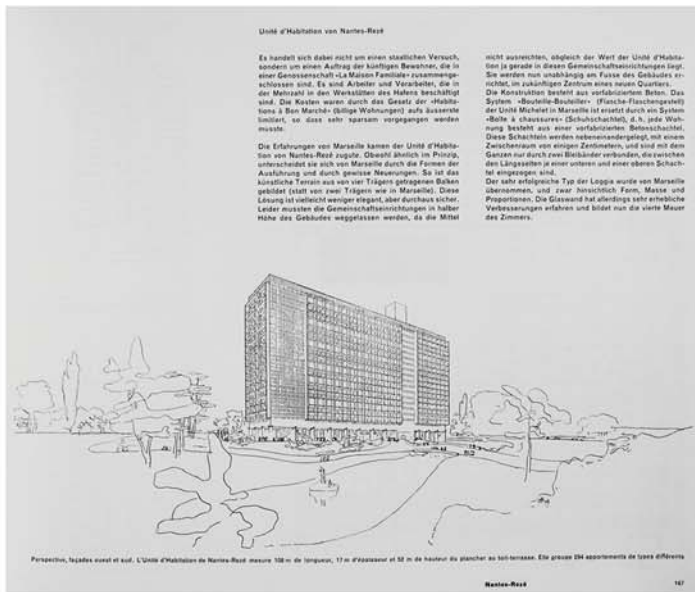 Unité d'Habitation von Nantes-Rezé
Es handelt sich dabei nicht um einen staatlichen Versuch,
sondern um einen Auftrag der künftigen Bewohner, die in
einer Genossenschaft «La Maison Familiale» zusammenge-
schlossen sind. Es sind Arbeiter und Vorarbeiter, die in
der Mehrzahl in den Werkstätten des Hafens beschäftigt
sind. Die Kosten waren durch das Gesetz der «Habita-
tions à Bon Marché» (billige Wohnungen) aufs äusserste
limitiert, so dass sehr sparsam vorgegangen werden
musste.
Die Erfahrungen von Marseille kamen der Unité d'Habita-
tion von Nantes-Rezé zugute. Obwohl ähnlich im Prinzip,
unterscheidet sie sich von Marseille durch die Formen der
Ausführung und durch gewisse Neuerungen. So ist das
künstliche Terrain aus von vier Trägern getragenen Balken
gebildet (statt von zwei Trägern wie in Marseille). Diese
Lösung ist vielleicht weniger elegant, aber durchaus sicher.
Leider mussten die Gemeinschaftseinrichtungen in halber
Höhe des Gebäudes weggelassen werden, da die Mittel
nicht ausreichten, obgleich der Wert der Unité d'Habita-
tion ja gerade in diesen Gemeinschaftseinrichtungen liegt.
Sie werden nun unabhängig am Fusse des Gebäudes er-
richtet, im zukünftigen Zentrum eines neuen Quartiers.
Die Konstruktion besteht aus vorfabriziertem Beton. Das
System «Bouteille-Bouteiller» (Flasche-Flaschengestell)
der Unité Michelet in Marseille ist ersetzt durch ein System
«Boîte à chaussures» (Schuhschachtel), d. h. jede Woh-
nung besteht aus einer vorfabrizierten Betonschachtel.
Diese Schachteln werden nebeneinandergelegt, mit einem
Zwischenraum von einigen Zentimetern, und sind mit dem
Ganzen nur durch zwei Bleibänder verbunden, die zwischen
den Längsseiten je einer unteren und einer oberen Schach-
tel eingezogen sind.
Der sehr erfolgreiche Typ der Loggia wurde von Marseille
übernommen, und zwar hinsichtlich Form, Masse und
Proportionen. Die Glaswand hat allerdings sehr erhebliche
Verbesserungen erfahren und bildet nun die vierte Mauer
des Zimmers.
Perspective, façades ouest et sud. L'Unité d'Habitation de Nantes-Rezé mesure 108 m de longueur, 17 m d'épaisseur et 52 m de hauteur du plancher au toit-terrasse. Elle groupe 294 appartements de types différents
Nantes-Rezé 167